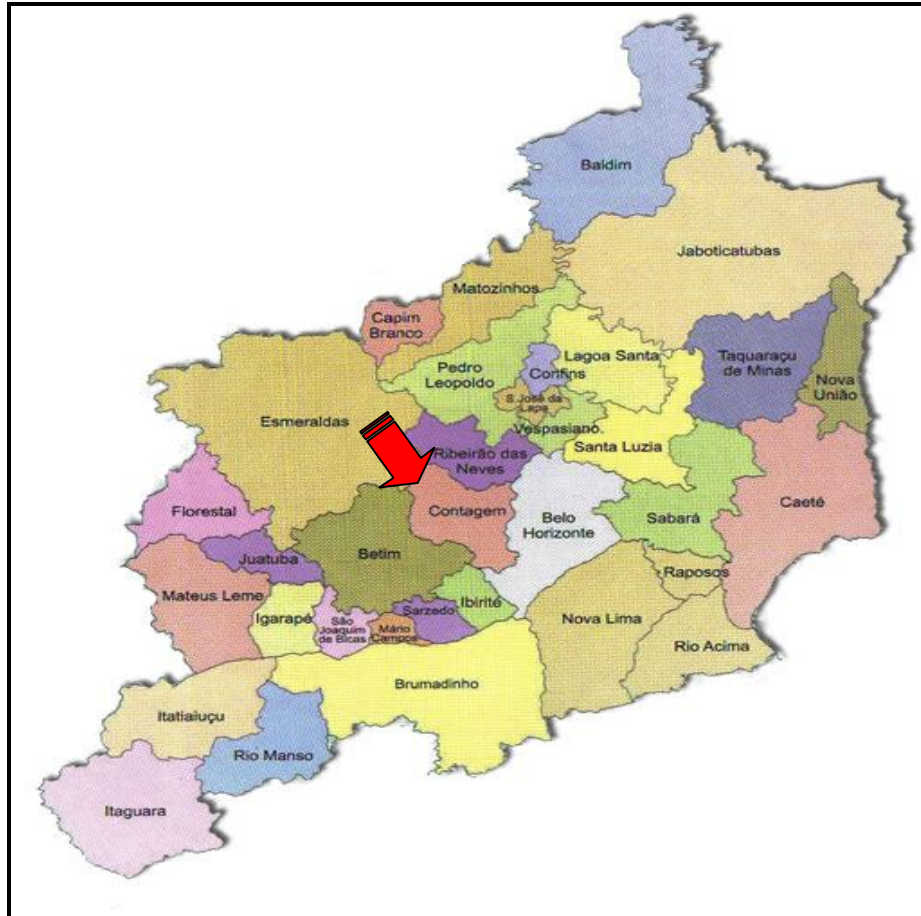 Baldim
Jaboticatubas
Matozinhos
Capim
Branco
Lagoa Santa
Pedro
Leopoldo
Confins
Taquaraçu
de Minas
Nova
União
S. José da
Lapa
Esmeraldas
Vespasiano.
Santa Luzia
Ribeirão das
Neves
Caeté
Florestal
Contagem
Belo
Horizonte
Sabará
Juatuba
Betim
Raposos
Mateus Leme
Igarapé
São
Joaquim
de Bicas
Mário
Campos
Sarzedo
Ibirité
Nova Lima
Rio Acima
Brumadinho
Itatiaiuçu
Rio Manso
Itaguara